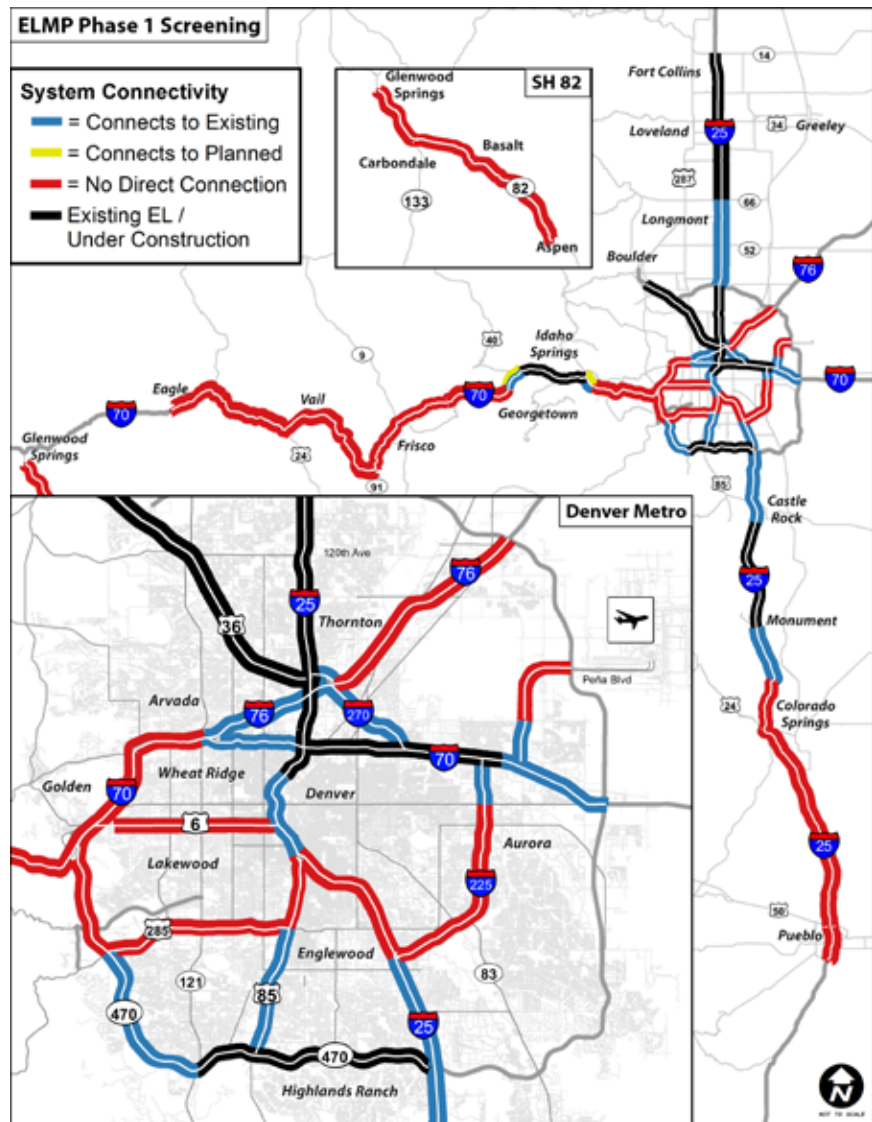 ELMP Phase 1 Screening
System Connectivity
= Connects to Existing
= Connects to Planned
= No Direct Connection
Existing EL /
Under Construction
Glenwood
Springs
SH 82
Carbondale
Basalt
133
82
Aspen
Fort Collins
14
Loveland
25
34
Greeley
287
Longmont
66
52
Boulder
76
40
Idaho
Springs
9
Eagle
Vail
70
70
Georgetown
70
Glenwood
Springs
24
Frisco
91
85
Castle
Rock
25
Monument
24
Colorado
Springs
25
50
Pueblo
Denver Metro
120th Ave
76
25
36
Thornton
Peña Blvd
Arvada
76
270
70
Wheat Ridge
Golden
70
Denver
6
Aurora
Lakewood
225
285
Englewood
121
85
83
470
25
470
Highlands Ranch
N
NOT TO SCALE